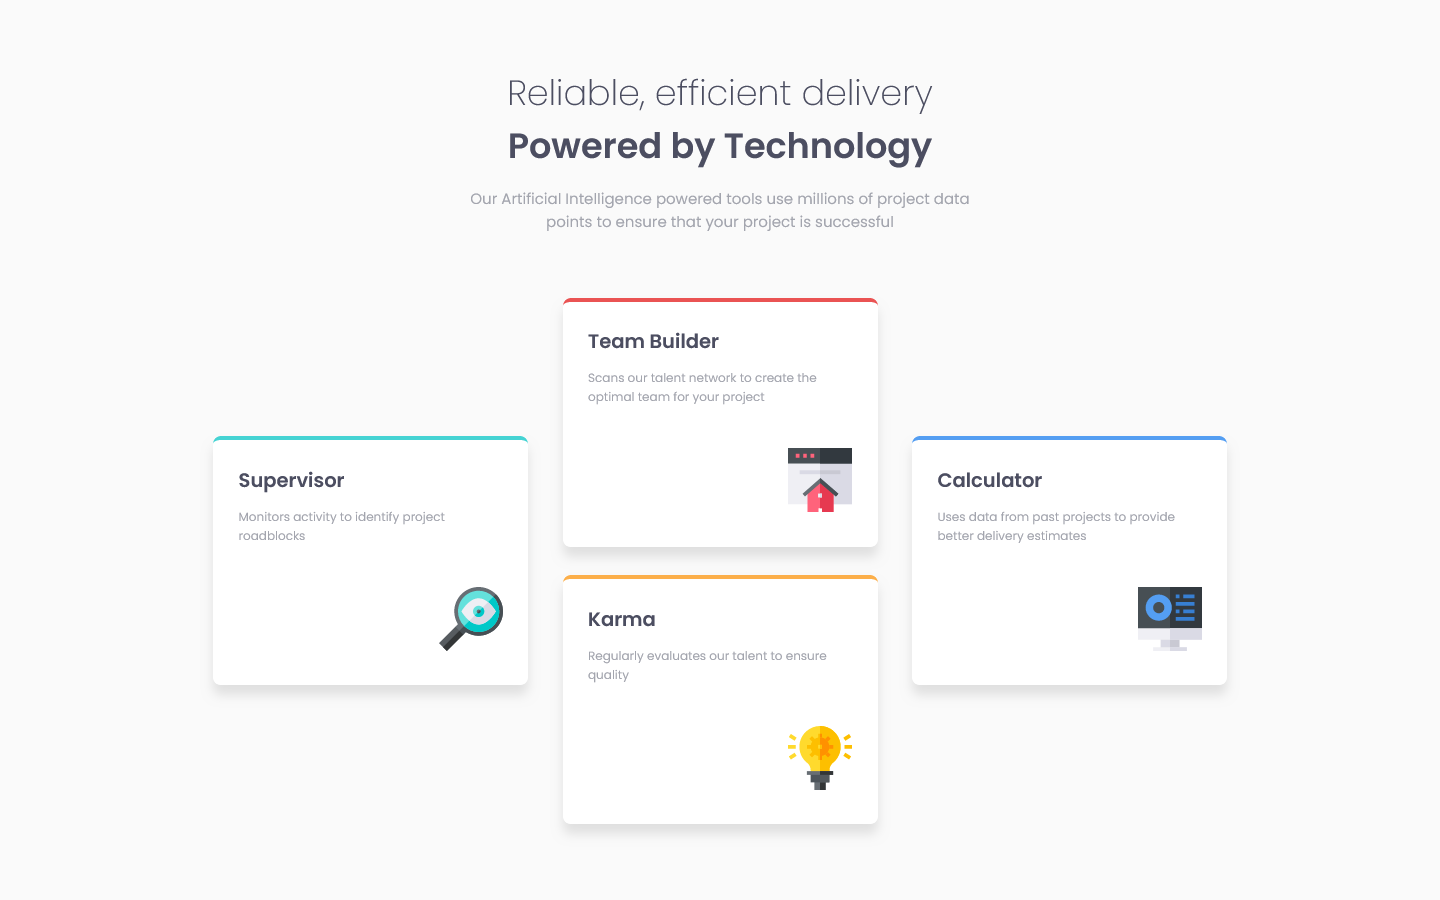 Reliable, efficient delivery
Powered by Technology
Our Artificial Intelligence powered tools use millions of project data
points to ensure that your project is successful
Supervisor
Monitors activity to identify project
roadblocks
Team Builder
Scans our talent network to create the
optimal team for your project
Karma
Regularly evaluates our talent to ensure
quality
Calculator
Uses data from past projects to provide
better delivery estimates